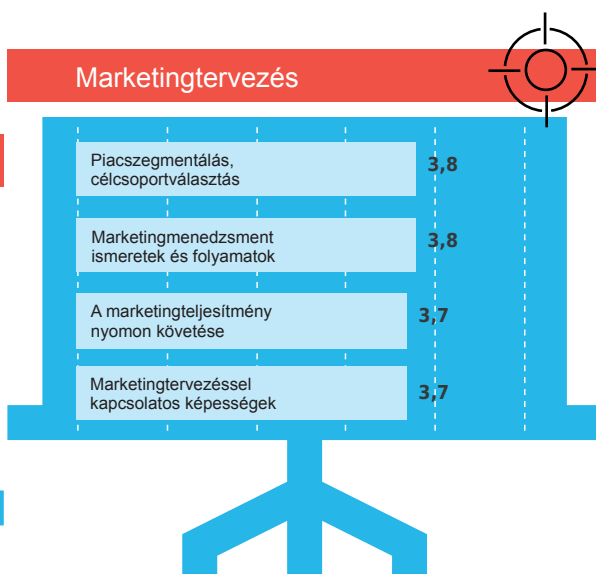 Marketingtervezés
Piacszegmentálás,
célcsoportválasztás
3,8
Marketingmenedzsment
ismeretek és folyamatok
3,8
A marketingteljesítmény
nyomon követése
3,7
Marketingtervezéssel
kapcsolatos képességek
3,7